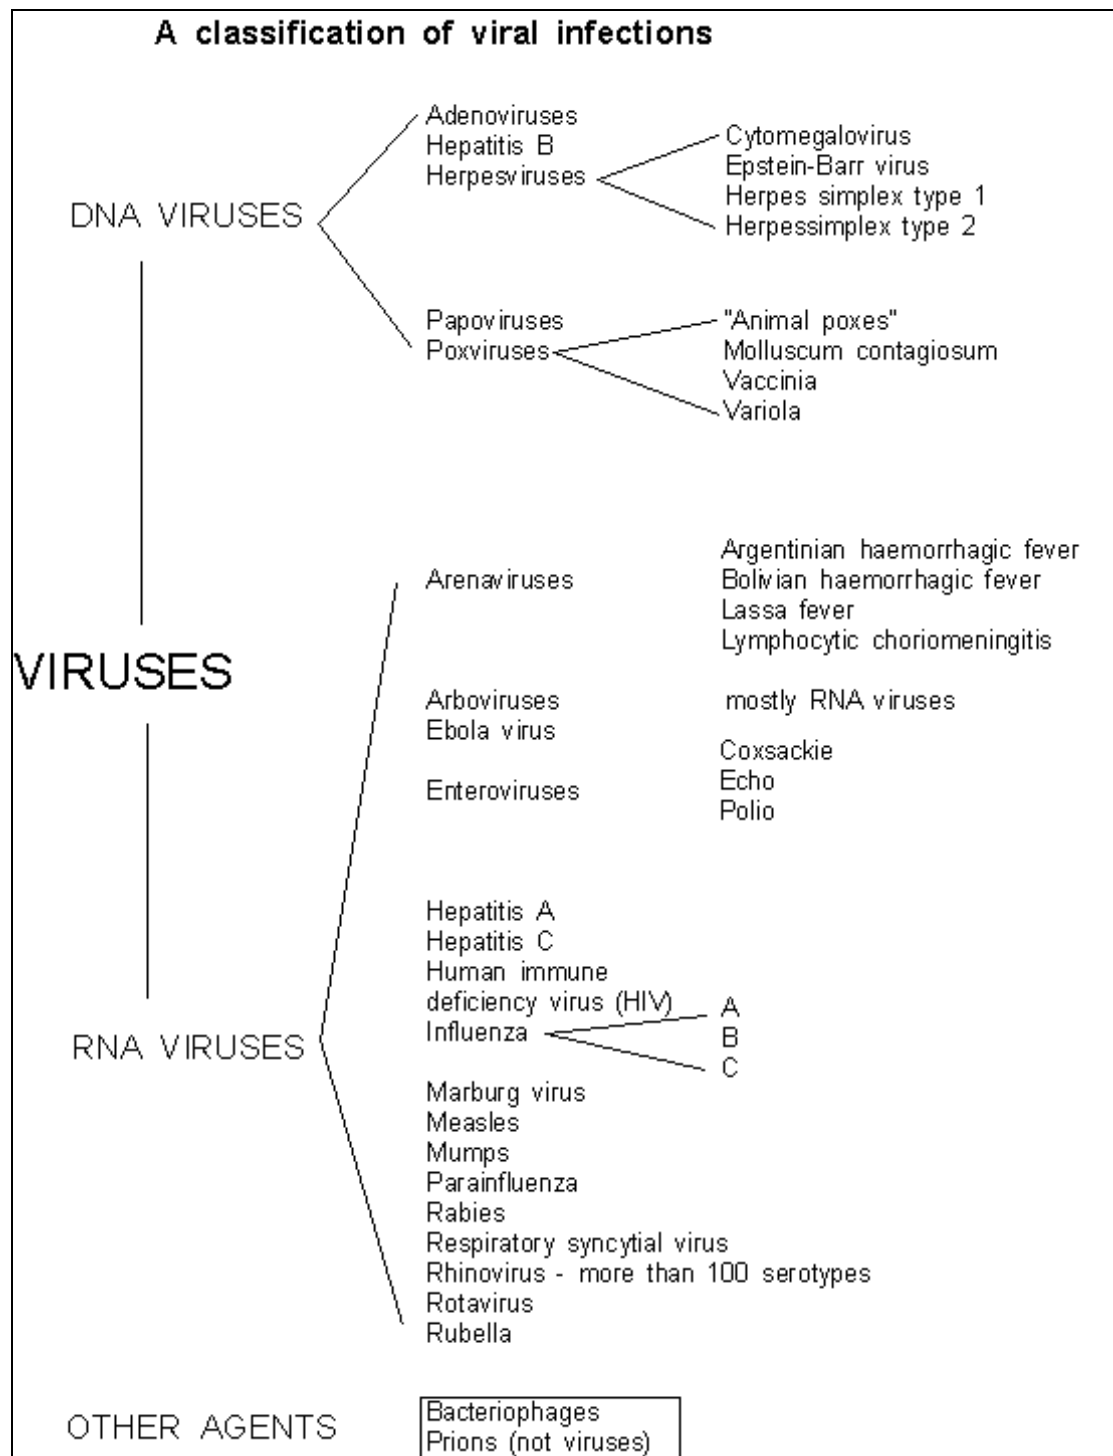 A classification of viral infections
Adenoviruses
Hepatitis B
Herpesviruses
Cytomegalovirus
Epstein-Barr virus
Herpes simplex type 1
Herpessimplex type 2
DNA VIRUSES
Papoviruses
Poxviruses
"Animal poxes"
Molluscum contagiosum
Vaccinia
Variola
VIRUSES
Arenaviruses
Argentinian haemorrhagic fever
Bolivian haemorrhagic fever
Lassa fever
Lymphocytic choriomeningitis
Arboviruses
mostly RNA viruses
Ebola virus
Enteroviruses
Coxsackie
Echo
Polio
RNA VIRUSES
Hepatitis A
Hepatitis C
Human immune
deficiency virus (HIV)
Influenza
A
B
C
Marburg virus
Measles
Mumps
Parainfluenza
Rabies
Respiratory syncytial virus
Rhinovirus - more than 100 serotypes
Rotavirus
Rubella
OTHER AGENTS
Bacteriophages
Prions (not viruses)